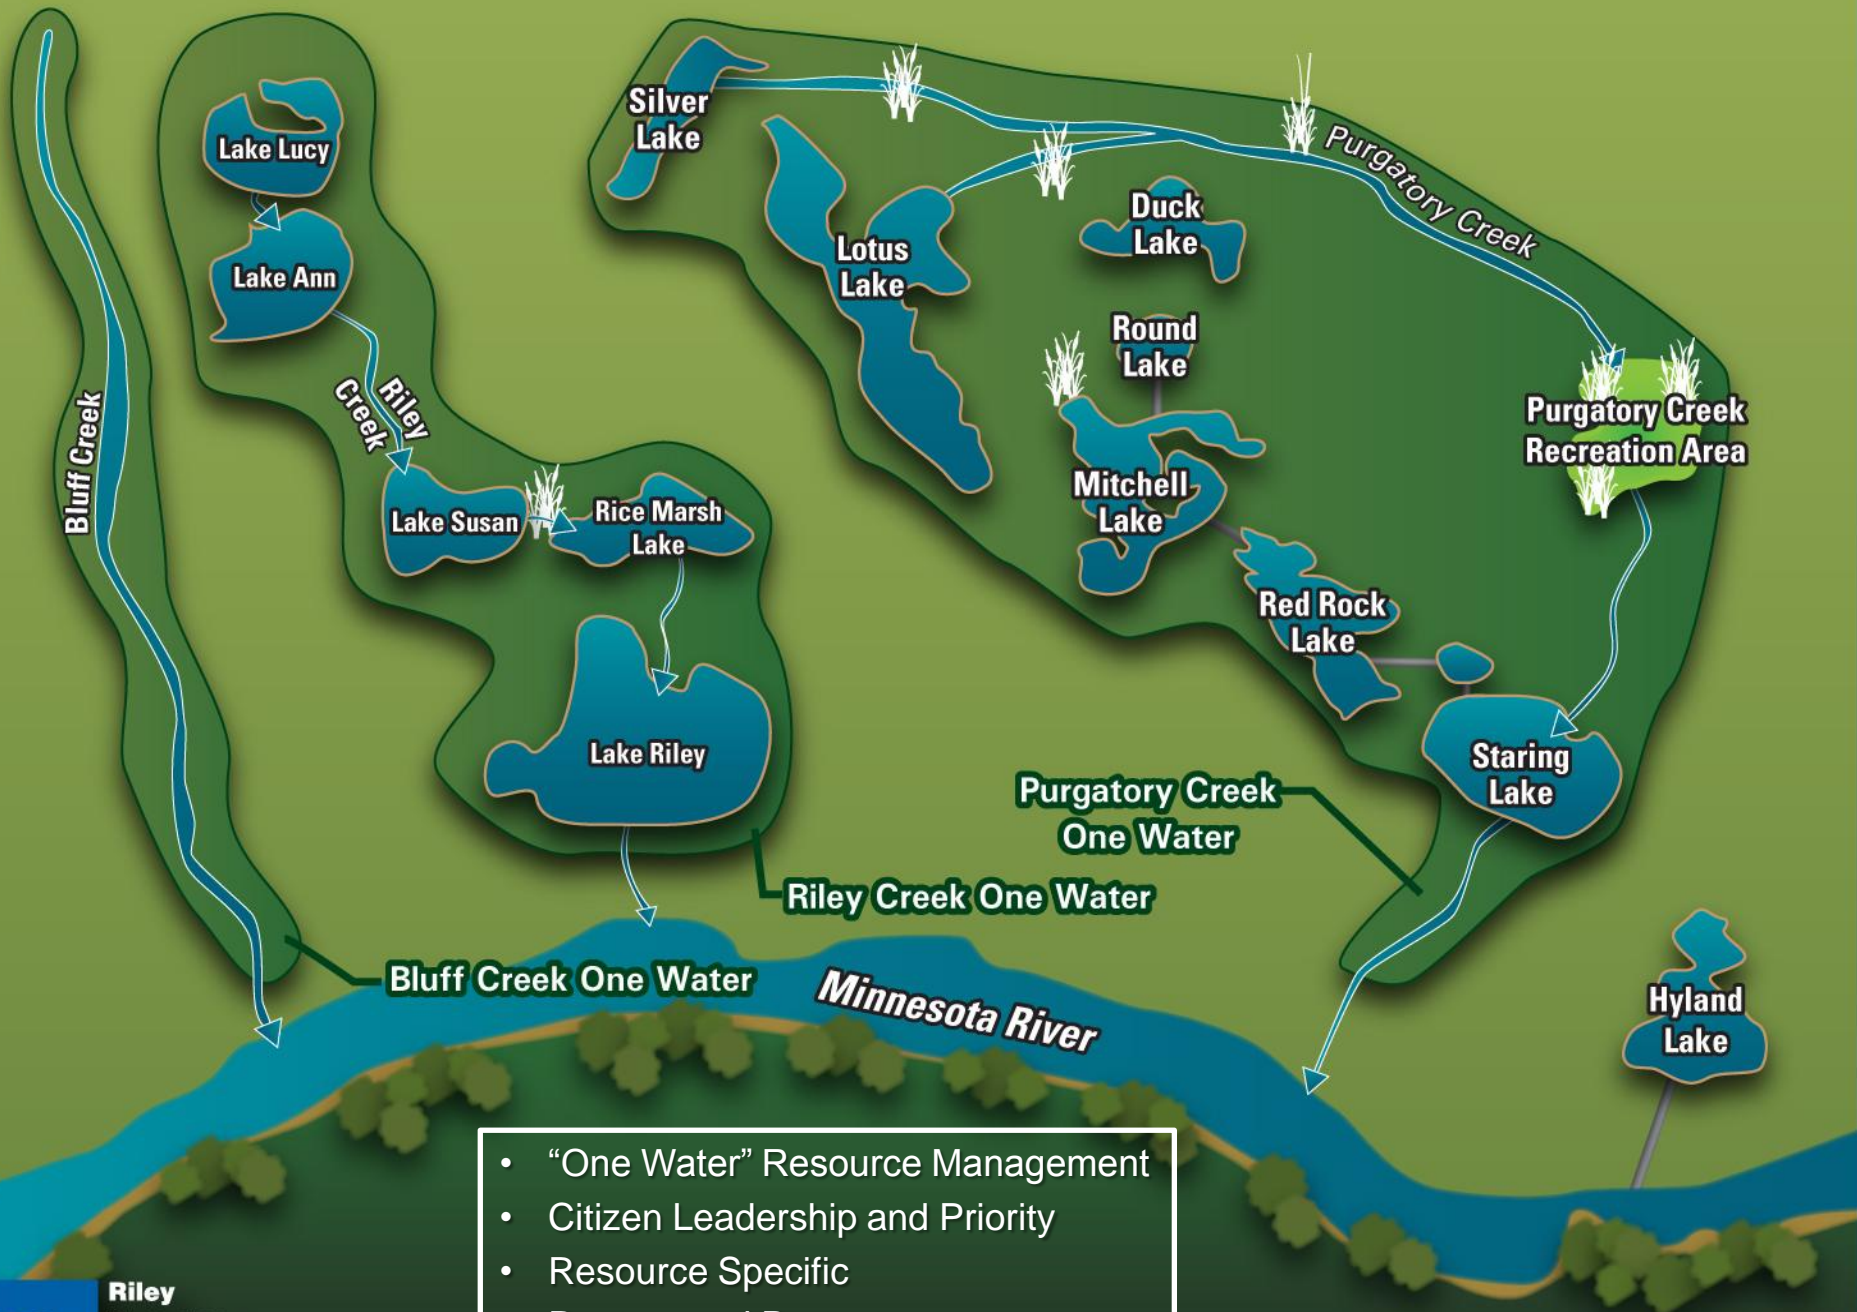 Silver
Lake
Purgatory Creek
Lake Lucy
Duck
Lake
Lotus
Lake
Lake Ann
Round
Lake
Riley
Creek
Purgatory Creek
Recreation Area
Bluff Creek
Mitchell
Lake
Lake Susan
Rice Marsh
Lake
Red Rock
Lake
Lake Riley
Staring
Lake
Purgatory Creek
One Water
Riley Creek One Water
Bluff Creek One Water
Minnesota River
Hyland
Lake
• “One Water” Resource Management
• Citizen Leadership and Priority
• Resource Specific
Riley